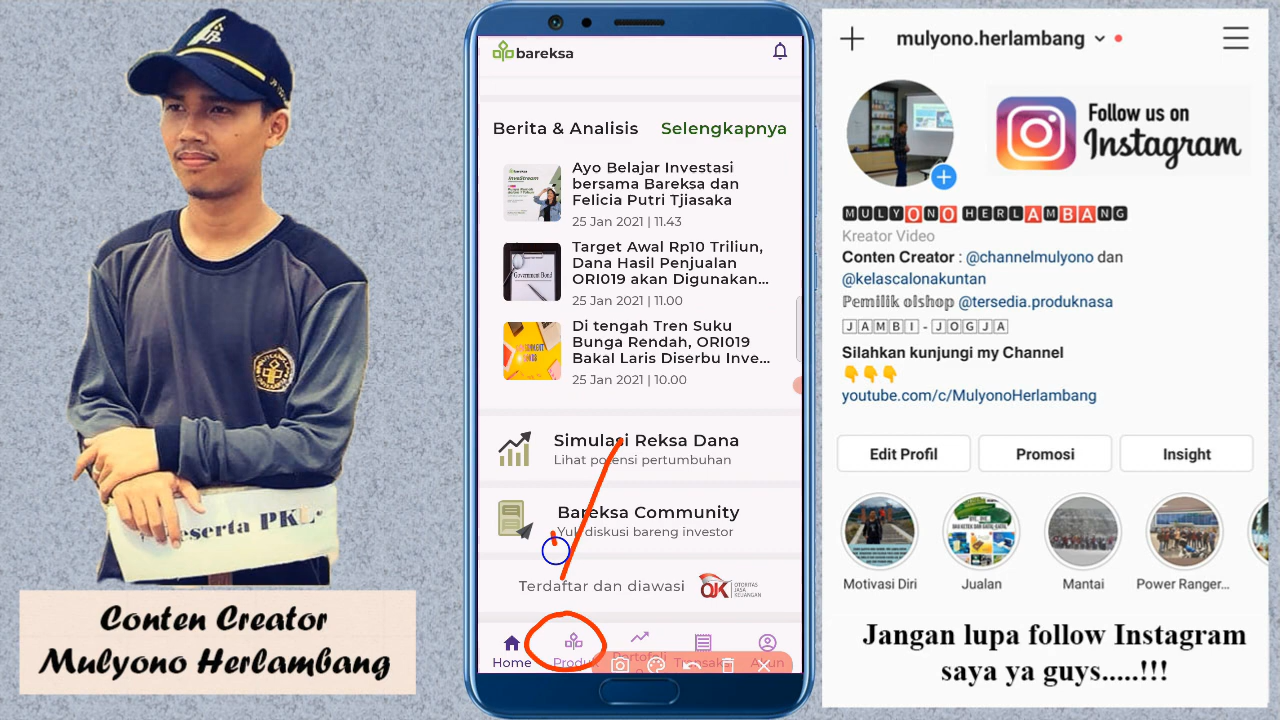 eserta PKL
Conten Creator
Mulyono Herlambang
bareksa
Berita & Analisis Selengkapnya
Ayo Belajar Investasi
bersama Bareksa dan
Felicia Putri Tjiasaka
25 Jan 2021 | 11.43
Target Awal Rp10 Triliun,
Dana Hasil Penjualan
ORI019 akan Digunakan...
25 Jan 2021 | 11.00
Di tengah Tren Suku
Bunga Rendah, ORI019
Bakal Laris Diserbu Inve...
25 Jan 2021 | 10.00
Simulasi Reksa Dana
Lihat potensi pertumbuhan
Bareksa Community
Yuk diskusi bareng investor
Terdaftar dan diawasi OJK OTORITAS JASA KEUANGAN
Home
mulyono.herlambang
Follow us on
Instagram
MULYONO HERLAMBANG
Kreator Video
Conten Creator : @channelmulyono dan
@kelascalonakuntan
Pemilik olshop @tersedia.produknasa
JAMBI - JOGJA
Silahkan kunjungi my Channel
👇👇👇
youtube.com/c/MulyonoHerlambang
Edit Profil Promosi Insight
Motivasi Diri Jualan Mantai Power Ranger...
Jangan lupa follow Instagram
saya ya guys.....!!!